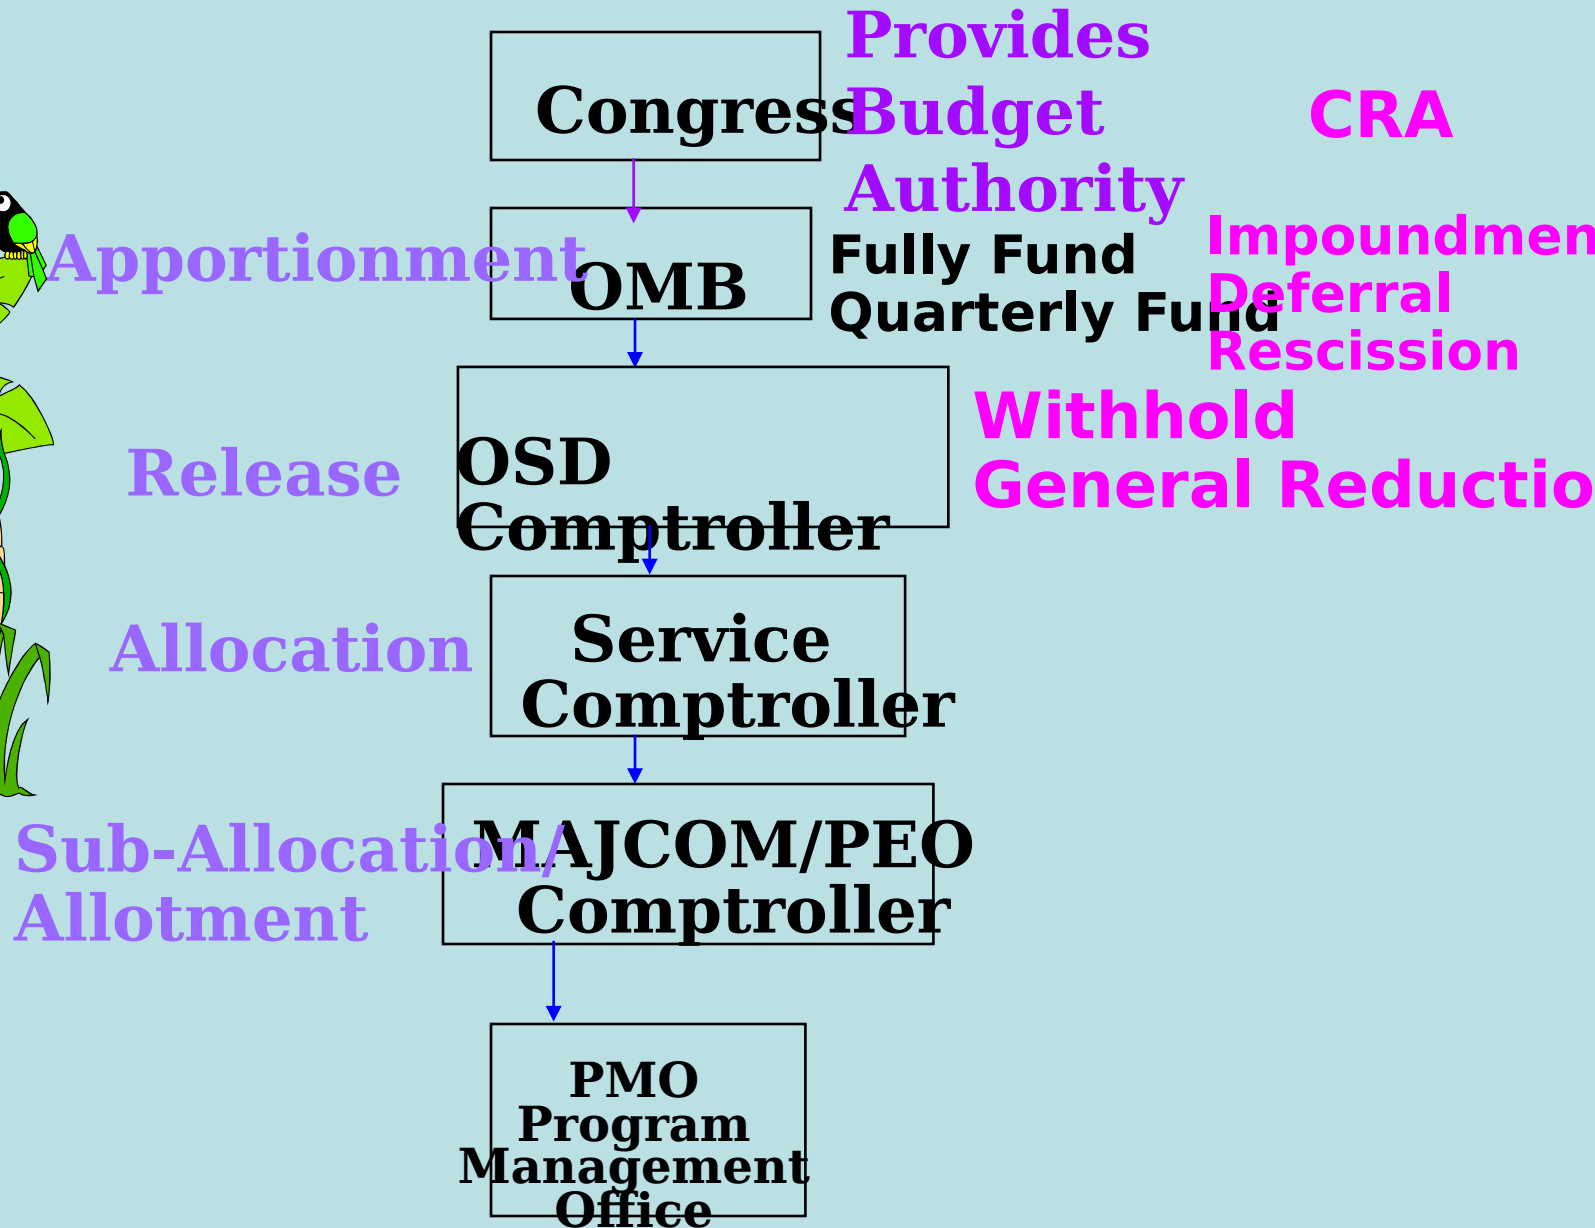 Provides
Budget
Authority
Congress
CRA
Apportionment
OMB
Fully Fund
Quarterly Fund
Impoundmen
Deferral
Rescission
Release
OSD
Comptroller
Withhold
General Reductio
Allocation
Service
Comptroller
Sub-Allocation/
Allotment
MAJCOM/PEO
Comptroller
PMO
Program
Management
Office